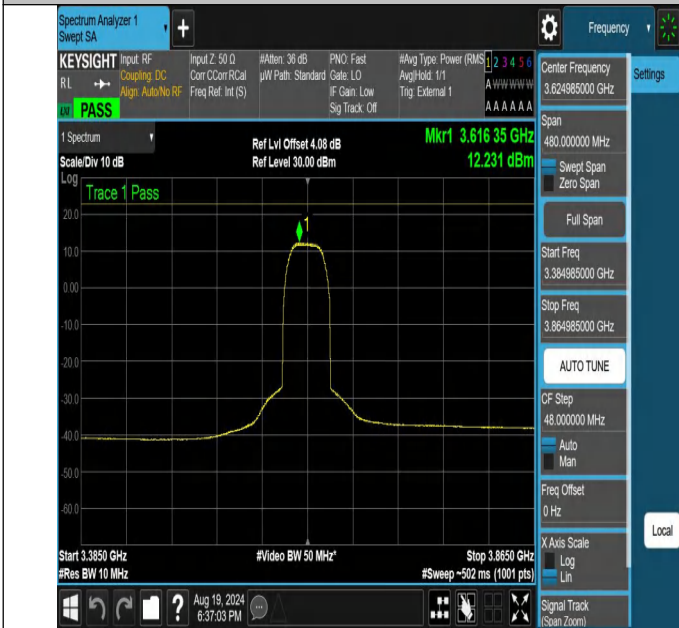 Spectrum Analyzer 1
Swept SA
+
Frequency
KEYSIGHT
RL
PASS
Input: RF
Coupling: DC
Align: Auto/No RF
Input Z: 50 Ω
Corr CCorr RCal
Freq Ref: Int (S)
#Atten: 36 dB
µW Path: Standard
PNO: Fast
Gate: LO
IF Gain: Low
Sig Track: Off
#Avg Type: Power (RMS
Avg|Hold: 1/1
Trig: External 1
1 2 3 4 5 6
A W W W W W
A A A A A A
1 Spectrum
Scale/Div 10 dB
Ref Lvl Offset 4.08 dB
Ref Level 30.00 dBm
Mkr1 3.616 35 GHz
12.231 dBm
Log
Trace 1 Pass
1
20.0
10.0
0.00
-10.0
-20.0
-30.0
-40.0
-50.0
-60.0
Start 3.3850 GHz
#Res BW 10 MHz
#Video BW 50 MHz*
Stop 3.8650 GHz
#Sweep ~502 ms (1001 pts)
?
Aug 19, 2024
6:37:03 PM
Center Frequency
3.624985000 GHz
Span
480.000000 MHz
Swept Span
Zero Span
Full Span
Start Freq
3.384985000 GHz
Stop Freq
3.864985000 GHz
AUTO TUNE
CF Step
48.000000 MHz
Auto
Man
Freq Offset
0 Hz
X Axis Scale
Log
Lin
Signal Track
(Span Zoom)
Settings
Local